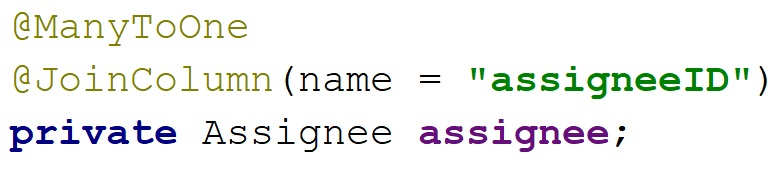 @ManyToOne
@JoinColumn(name = "assigneeID")
private Assignee assignee;